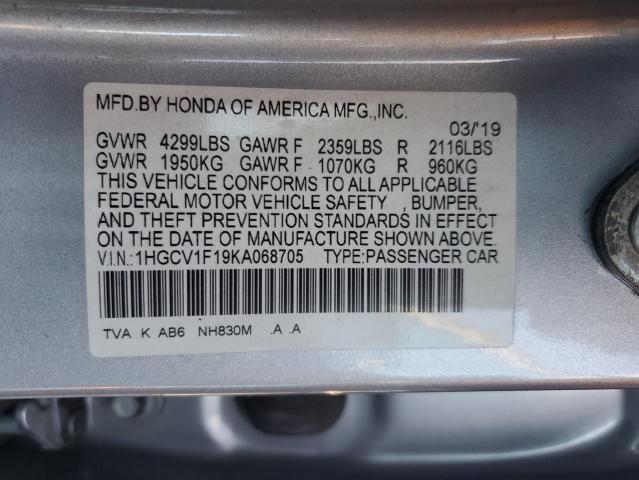 MFD.BY HONDA OF AMERICA MFG.,INC.
03/'19
GVWR 4299LBS GAWR F 2359LBS R 2116LBS
GVWR 1950KG GAWR F 1070KG R 960KG
THIS VEHICLE CONFORMS TO ALL APPLICABLE
FEDERAL MOTOR VEHICLE SAFETY , BUMPER,
AND THEFT PREVENTION STANDARDS IN EFFECT
ON THE DATE OF MANUFACTURE SHOWN ABOVE.
V.I.N.:1HGCV1F19KA068705 TYPE:PASSENGER CAR
TVA K AB6 NH830M .A .A